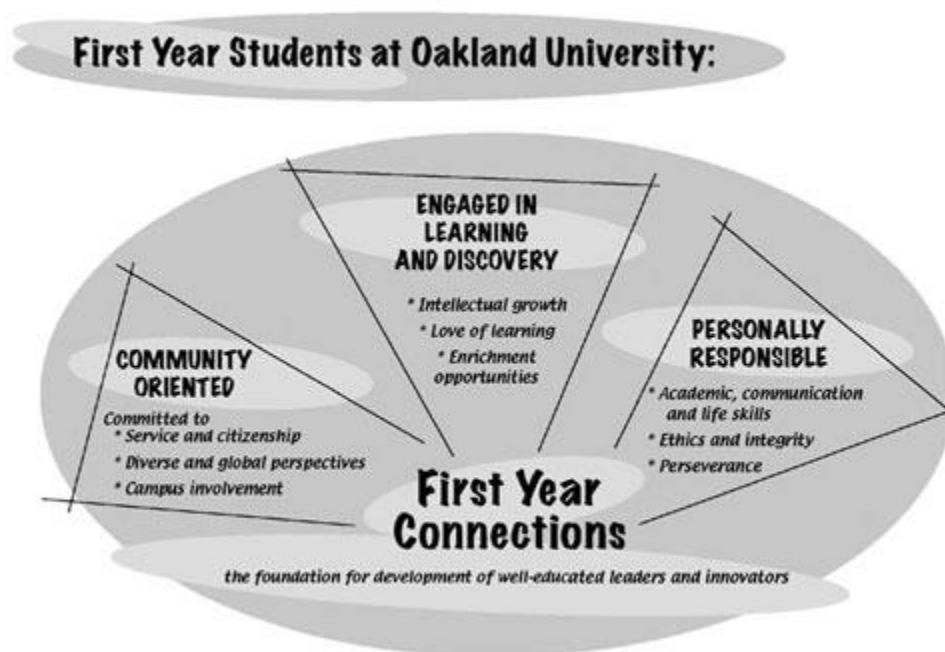 First Year Students at Oakland University:
ENGAGED IN
LEARNING
AND DISCOVERY
* Intellectual growth
* Love of learning
* Enrichment
opportunities
COMMUNITY
ORIENTED
Committed to
* Service and citizenship
* Diverse and global perspectives
* Campus involvement
PERSONALLY
RESPONSIBLE
* Academic, communication
and life skills
* Ethics and integrity
* Perseverance
First Year
Connections
the foundation for development of well-educated leaders and innovators